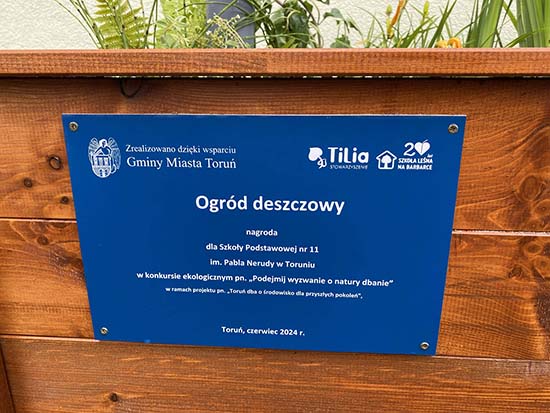 Zrealizowano dzięki wsparciu
Gminy Miasta Toruń
TiLia
STOWARZYSZENIE
20 lat
SZKOŁA LEŚNA
NA BARBARCE
Ogród deszczowy
nagroda
dla Szkoły Podstawowej nr 11
im. Pabla Nerudy w Toruniu
w konkursie ekologicznym pn. „Podejmij wyzwanie o natury dbanie”
w ramach projektu pn. „Toruń dba o środowisko dla przyszłych pokoleń”,
Toruń, czerwiec 2024 r.